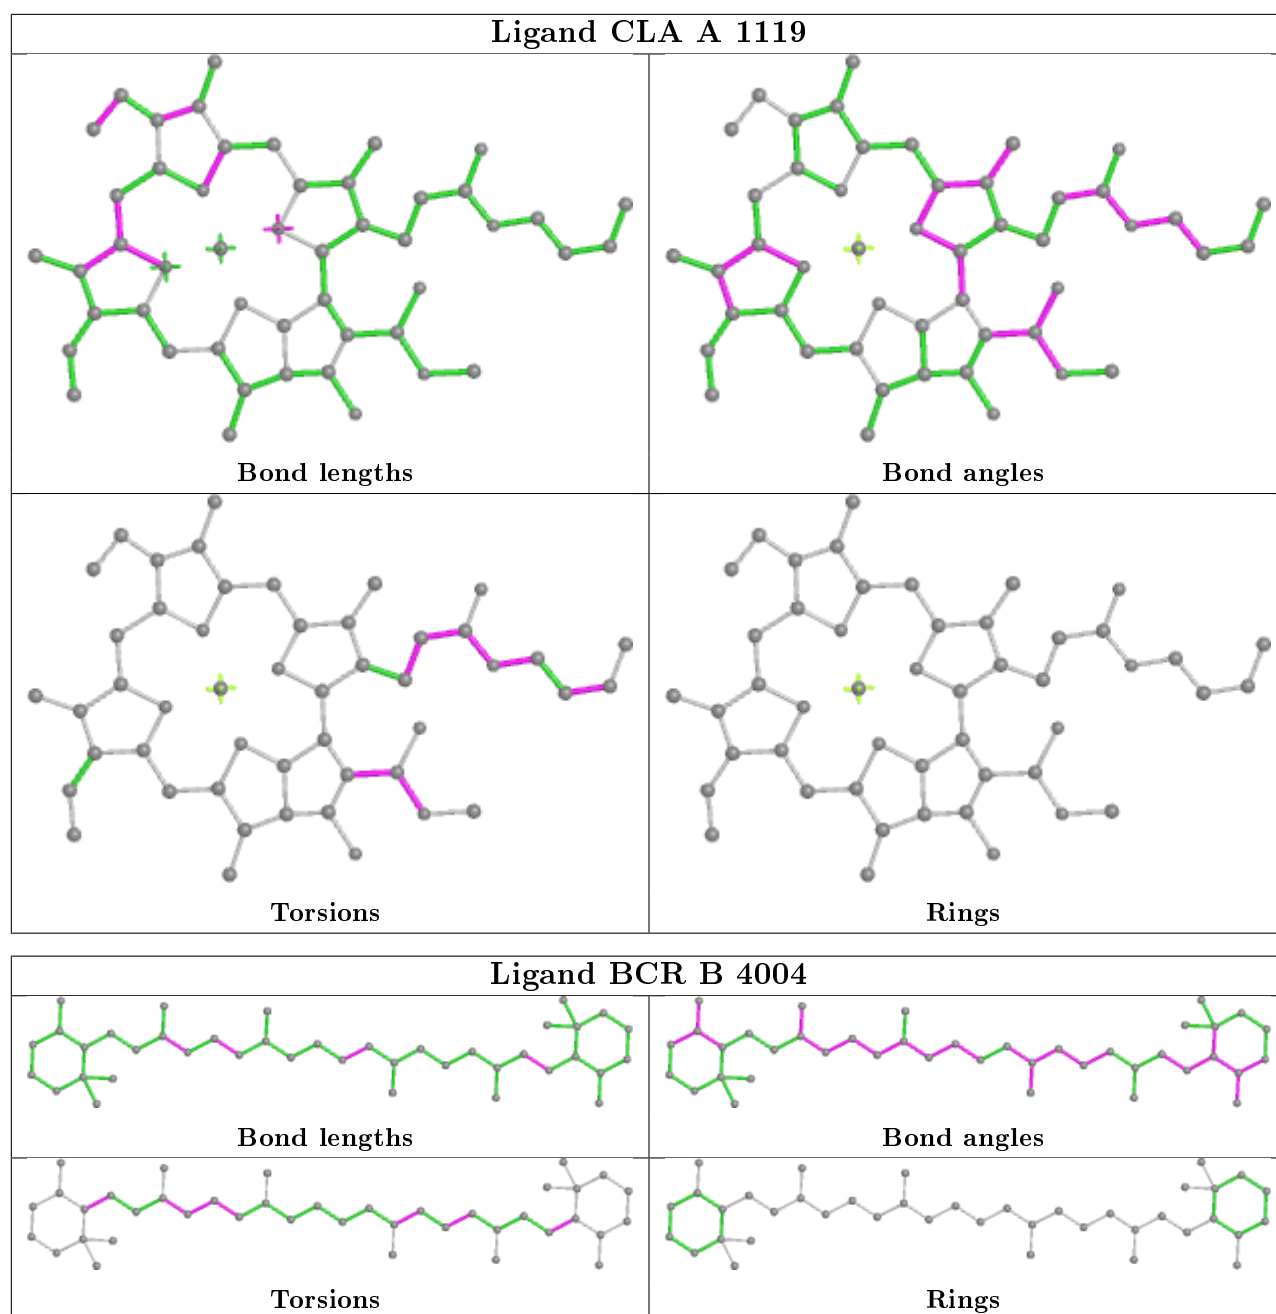 Ligand CLA A 1119
Bond lengths
Bond angles
Torsions
Rings
Ligand BCR B 4004
Bond lengths
Bond angles
Torsions
Rings